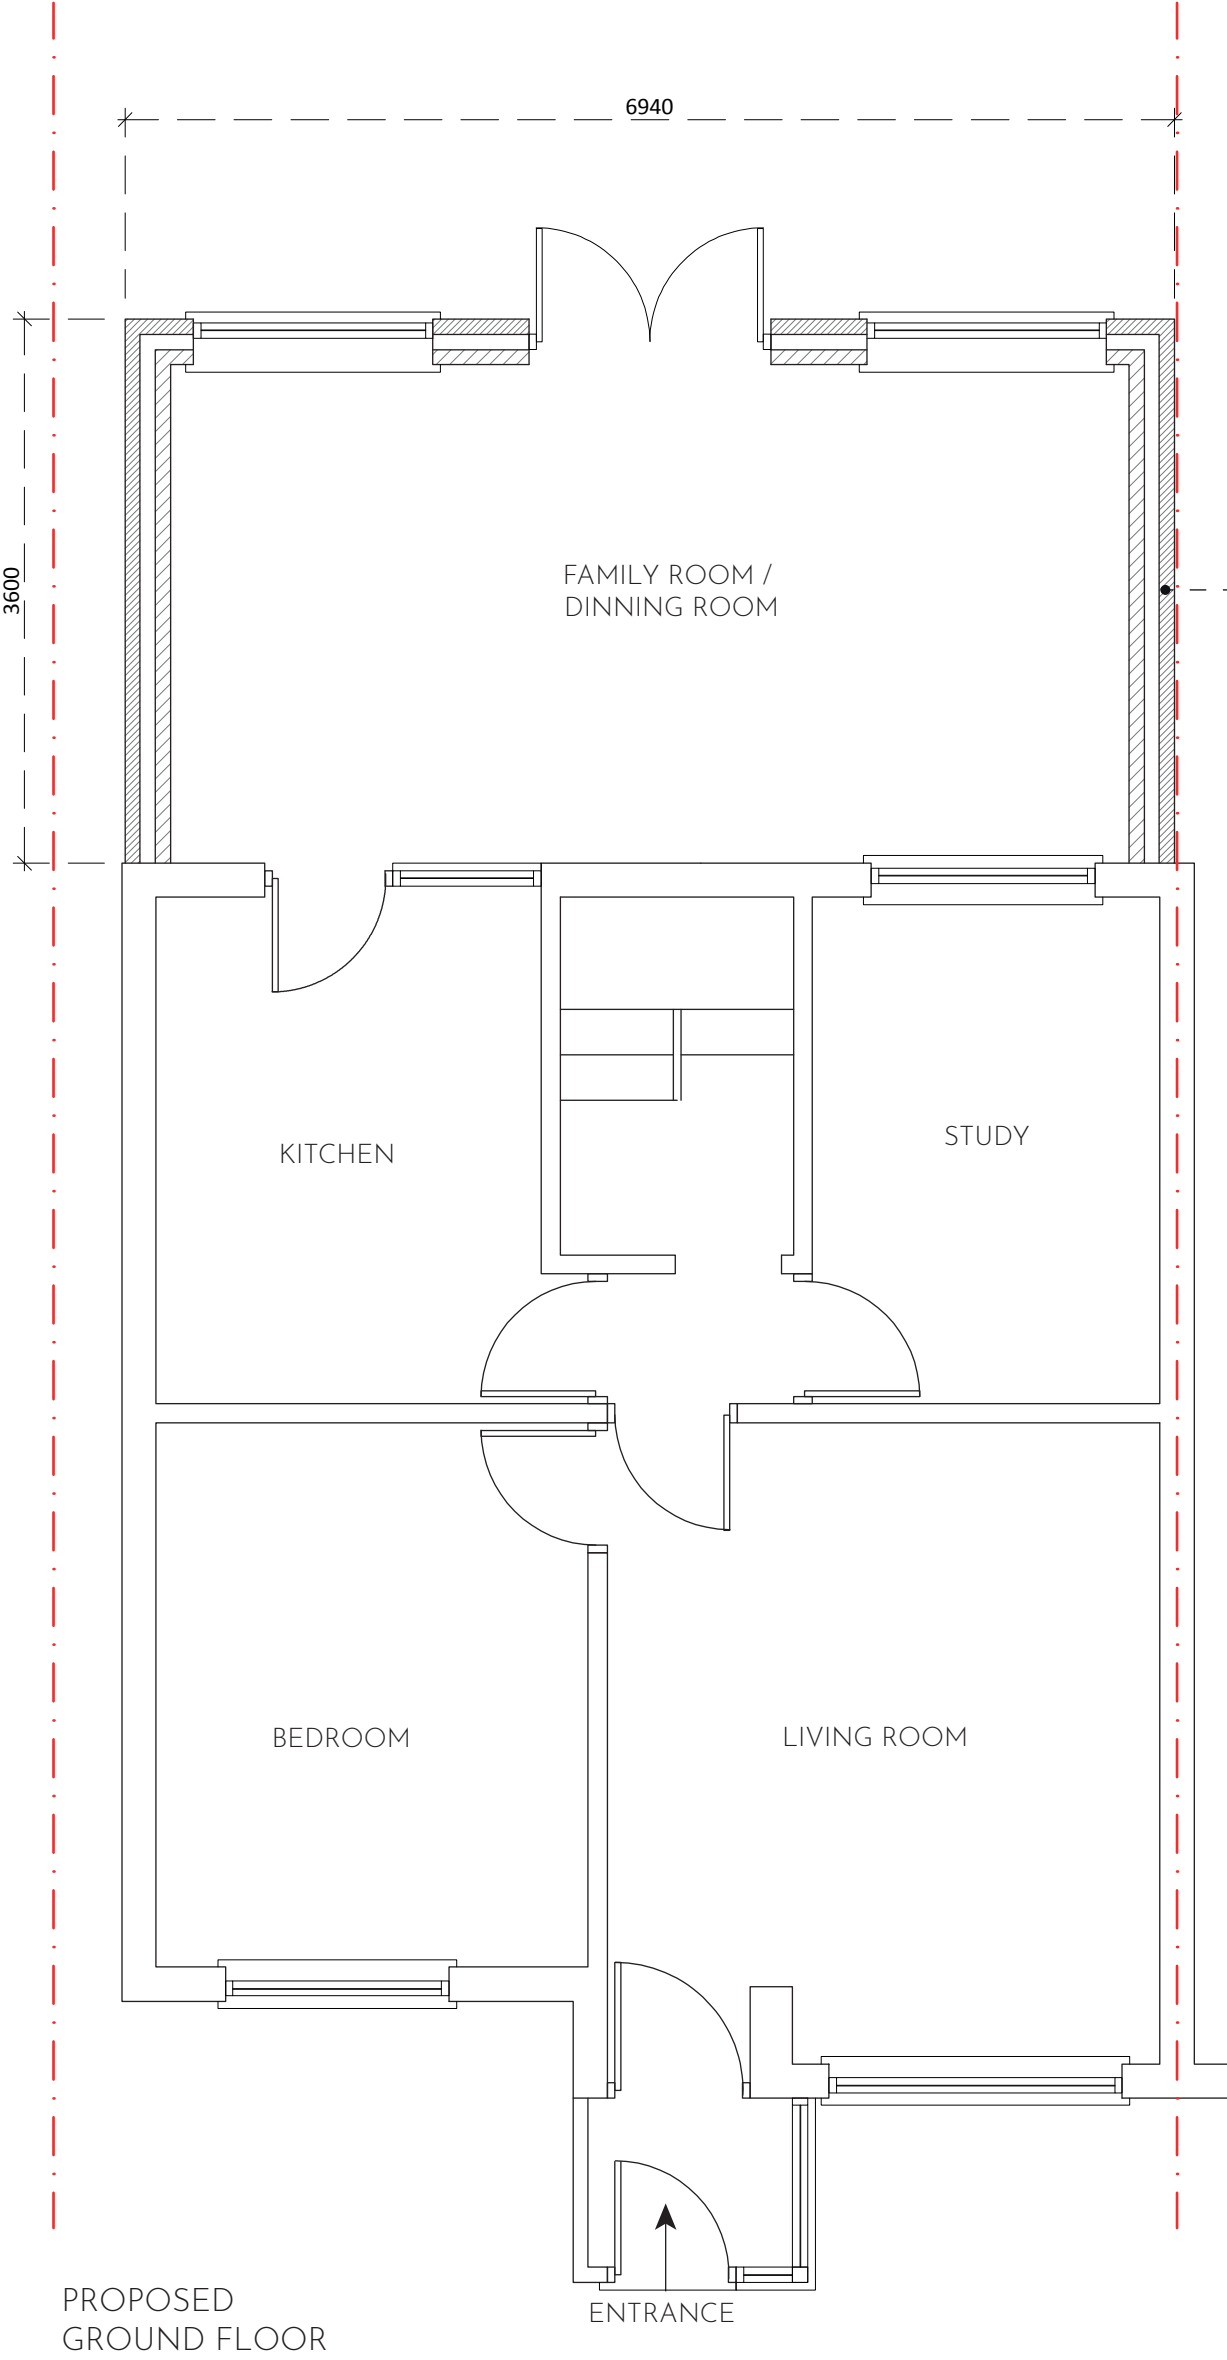 6940
3600
FAMILY ROOM /
DINNING ROOM
KITCHEN
STUDY
BEDROOM
LIVING ROOM
ENTRANCE
PROPOSED
GROUND FLOOR